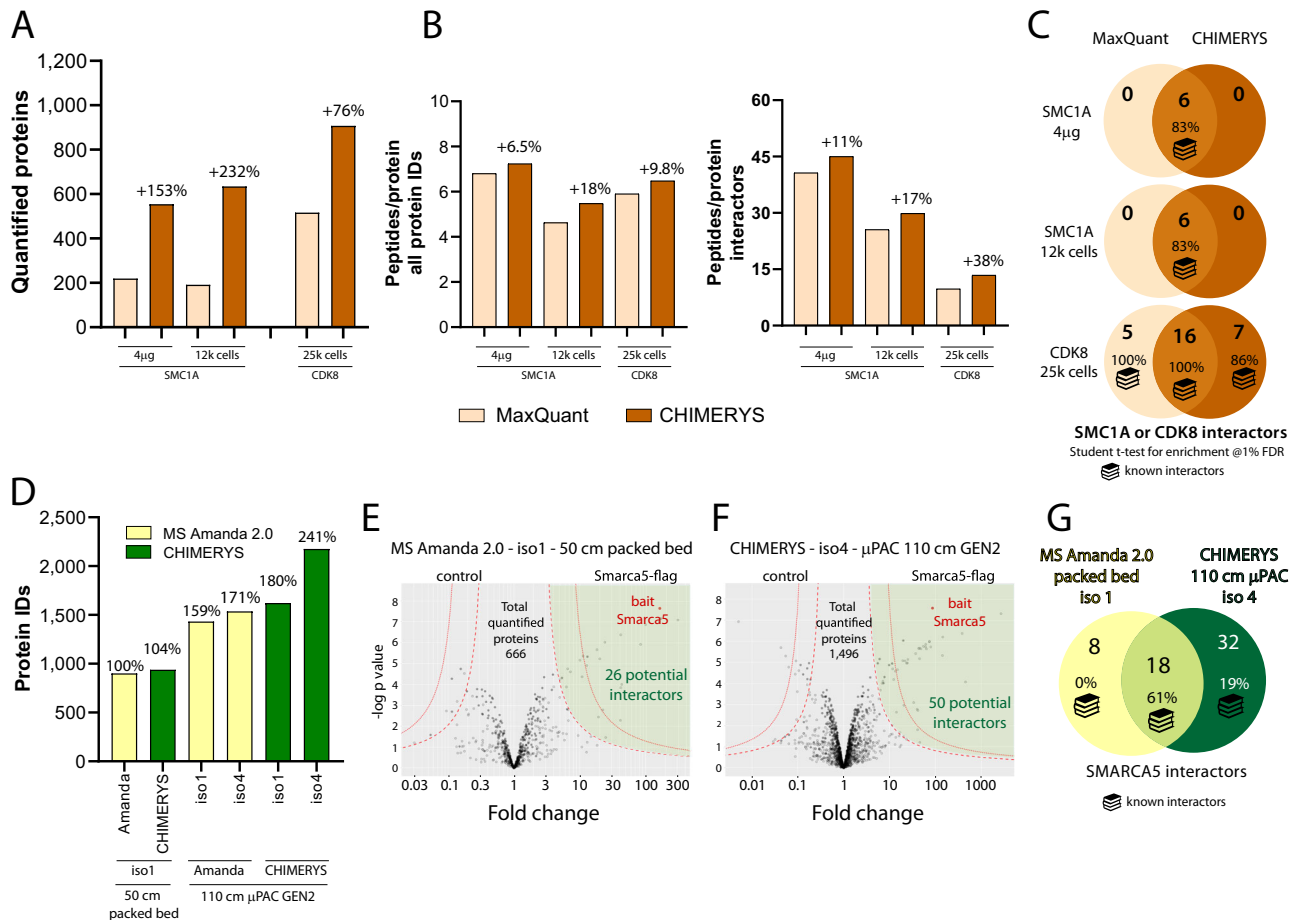 A
1,200
1,000
800
600
400
200
0
Quantified proteins
+153%
+232%
+76%
4μg
12k cells
25k cells
SMC1A
CDK8
B
10
8
6
4
2
0
Peptides/protein
all protein IDs
+6.5%
+18%
+9.8%
4μg
12k cells
25k cells
SMC1A
CDK8
60
45
30
15
0
Peptides/protein
interactors
+11%
+17%
+38%
4μg
12k cells
25k cells
SMC1A
CDK8
MaxQuant
CHIMERYS
C
MaxQuant
CHIMERYS
SMC1A
4μg
0
6
0
83%
SMC1A
12k cells
0
6
0
83%
CDK8
25k cells
5
16
7
100%
100%
86%
SMC1A or CDK8 interactors
Student t-test for enrichment @1% FDR
known interactors
D
2,500
2,000
1,500
1,000
500
0
Protein IDs
MS Amanda 2.0
CHIMERYS
100%
104%
159%
171%
180%
241%
Amanda
CHIMERYS
iso1
iso4
iso1
iso4
iso1
Amanda
CHIMERYS
50 cm
packed bed
110 cm μPAC GEN2
E
MS Amanda 2.0 - iso1 - 50 cm packed bed
control
Smarca5-flag
8
7
6
5
4
3
2
1
0
-log p value
Total
quantified
proteins
666
bait
Smarca5
26 potential
interactors
0.03
0.1
0.3
1
3
10
30
100
300
Fold change
F
CHIMERYS - iso4 - μPAC 110 cm GEN2
control
Smarca5-flag
8
7
6
5
4
3
2
1
0
Total
quantified
proteins
1,496
bait
Smarca5
50 potential
interactors
0.01
0.1
1
10
100
1000
Fold change
G
MS Amanda 2.0
packed bed
iso 1
CHIMERYS
110 cm μPAC
iso 4
8
18
32
0%
61%
19%
SMARCA5 interactors
known interactors